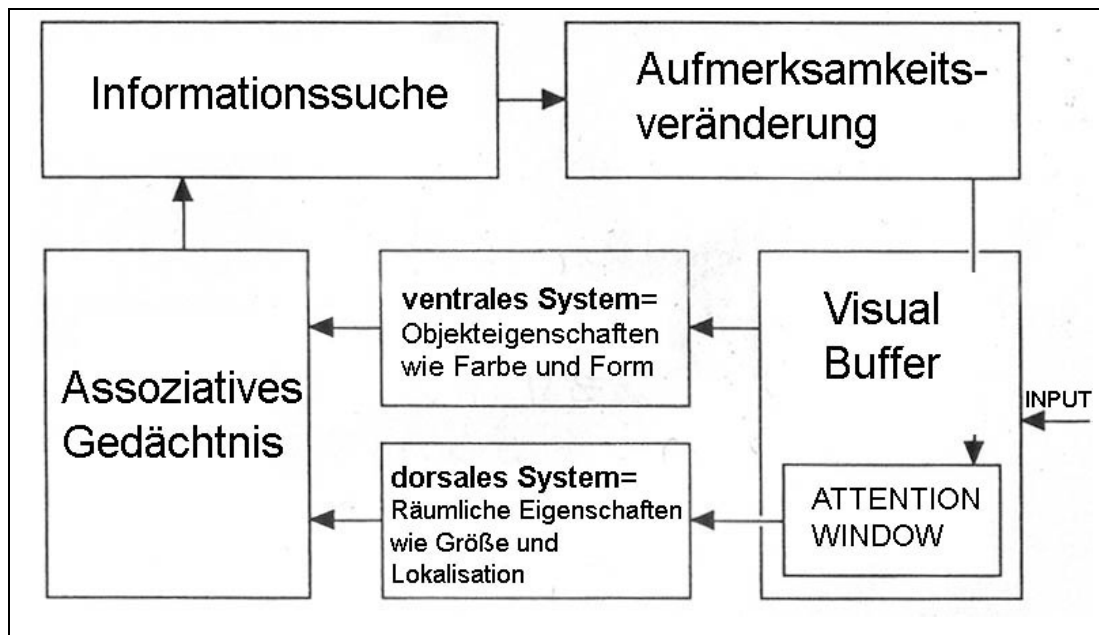 Informationssuche
Aufmerksamkeits-
veränderung
ventrales System=
Objekteigenschaften
wie Farbe und Form
Visual
Buffer
Assoziatives
Gedächtnis
INPUT
dorsales System=
Räumliche Eigenschaften
wie Größe und
Lokalisation
ATTENTION
WINDOW